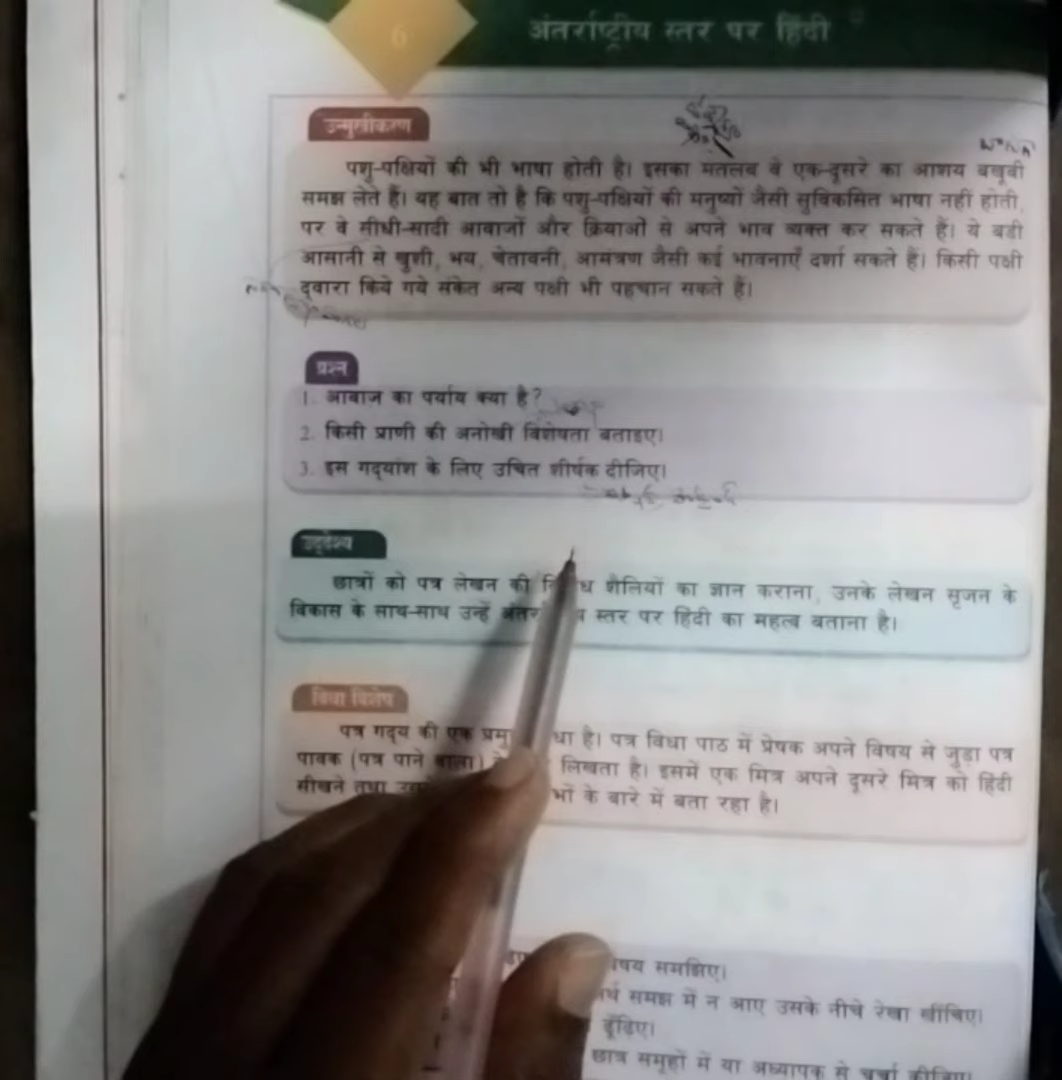 6
अंतर्राष्ट्रीय स्तर पर हिंदी
उन्मुखीकरण
पशु-पक्षियों की भी भाषा होती है। इसका मतलब वे एक-दूसरे का आशय बखूबी
समझ लेते हैं। यह बात तो है कि पशु-पक्षियों की मनुष्यों जैसी सुविकसित भाषा नहीं होती,
पर वे सीधी-सादी आवाजों और क्रियाओं से अपने भाव व्यक्त कर सकते हैं। ये बडी
आसानी से खुशी, भय, चेतावनी, आमंत्रण जैसी कई भावनाएँ दर्शा सकते हैं। किसी पक्षी
द्वारा किये गये संकेत अन्य पक्षी भी पहचान सकते हैं।
प्रश्न
1. आवाज़ का पर्याय क्या है?
2. किसी प्राणी की अनोखी विशेषता बताइए।
3. इस गद्यांश के लिए उचित शीर्षक दीजिए।
उद्देश्य
छात्रों को पत्र लेखन की शैलियों का ज्ञान कराना, उनके लेखन सृजन के
विकास के साथ-साथ उन्हें स्तर पर हिंदी का महत्व बताना है।
विधा विशेष
पत्र गद्य की एक है। पत्र विधा पाठ में प्रेषक अपने विषय से जुड़ा पत्र
पावक (पत्र पाने वाला) लिखता है। इसमें एक मित्र अपने दूसरे मित्र को हिंदी
सीखने तथा के बारे में बता रहा है।
समझिए।
समझ में न आए उसके नीचे रेखा खींचिए।
ढूँढिए।
छात्र समूहों में या अध्यापक से चर्चा कीजिए।